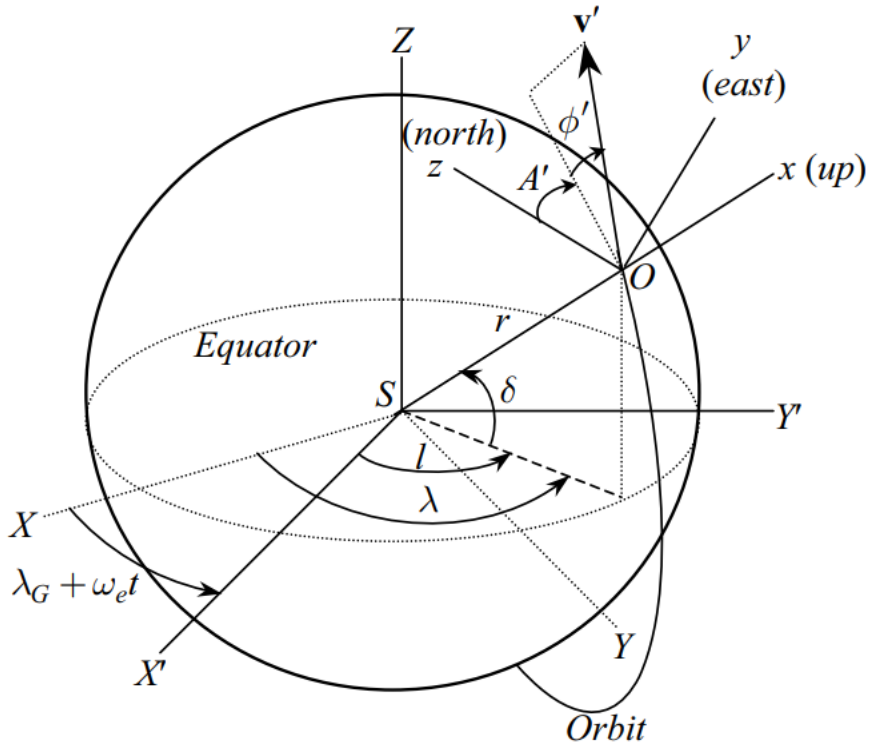 Z
v′
y
(east)
(north)
z
A′
ϕ′
x (up)
O
r
Equator
S
δ
Y′
l
λ
X
λ_G + ω_e t
X′
Y
Orbit